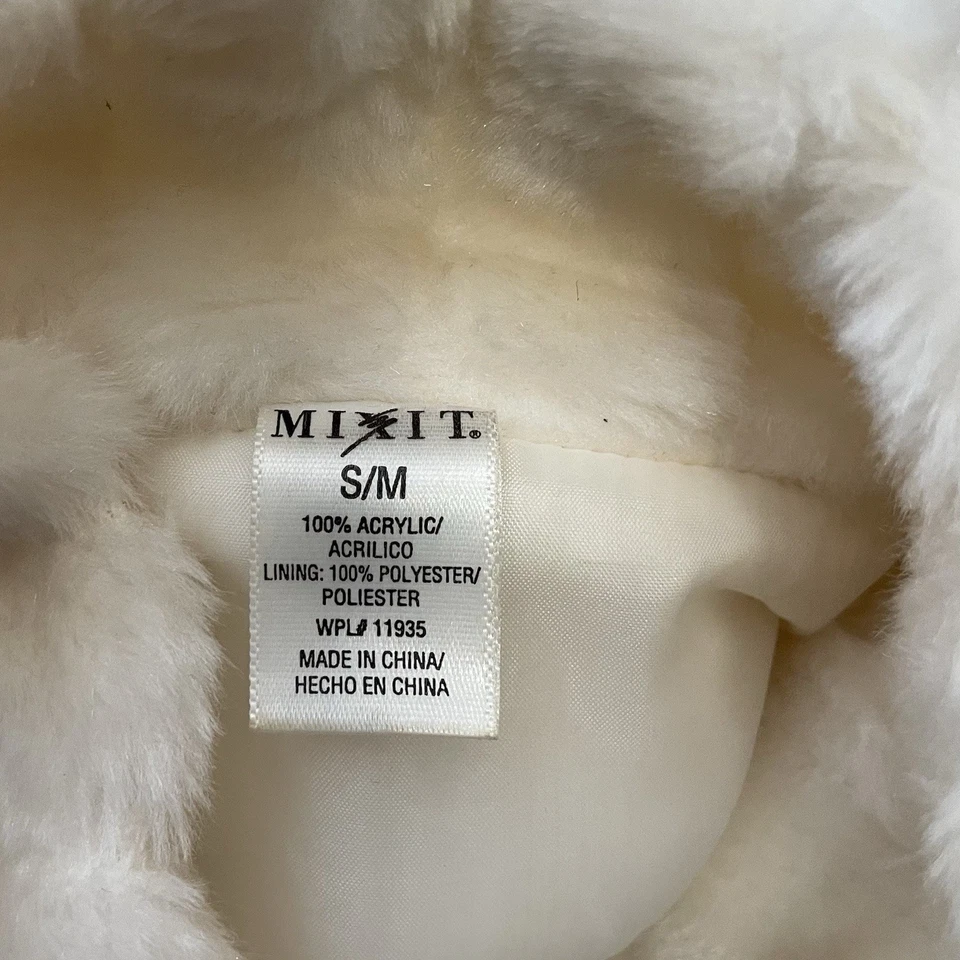 MIXIT®
S/M
100% ACRYLIC/
ACRILICO
LINING: 100% POLYESTER/
POLIESTER
WPL# 11935
MADE IN CHINA/
HECHO EN CHINA